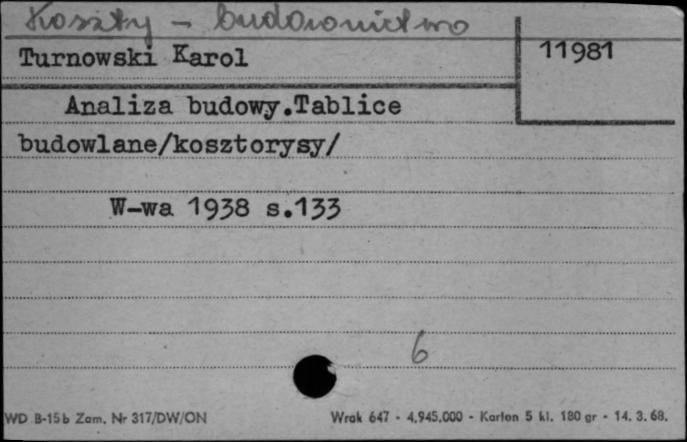 Koszty - budownictwo
Turnowski Karol
11981
Analiza budowy.Tablice
budowlane/kosztorysy/
W-wa 1938 s.133
6
WD B-15b Zam. Nr 317/DW/ON
Wrak 647 - 4.945.000 - Karton 5 kl. 180 gr - 14. 3. 68.